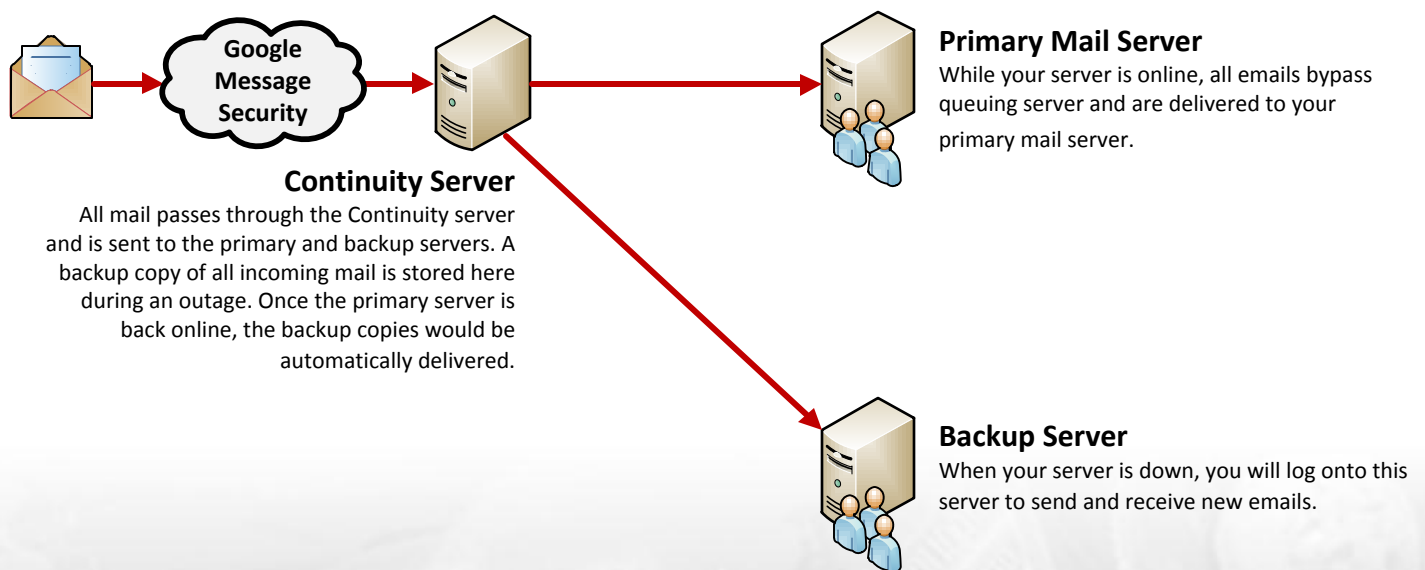 Google
Message
Security
Primary Mail Server
While your server is online, all emails bypass
queuing server and are delivered to your
primary mail server.
Continuity Server
All mail passes through the Continuity server
and is sent to the primary and backup servers. A
backup copy of all incoming mail is stored here
during an outage. Once the primary server is
back online, the backup copies would be
automatically delivered.
Backup Server
When your server is down, you will log onto this
server to send and receive new emails.